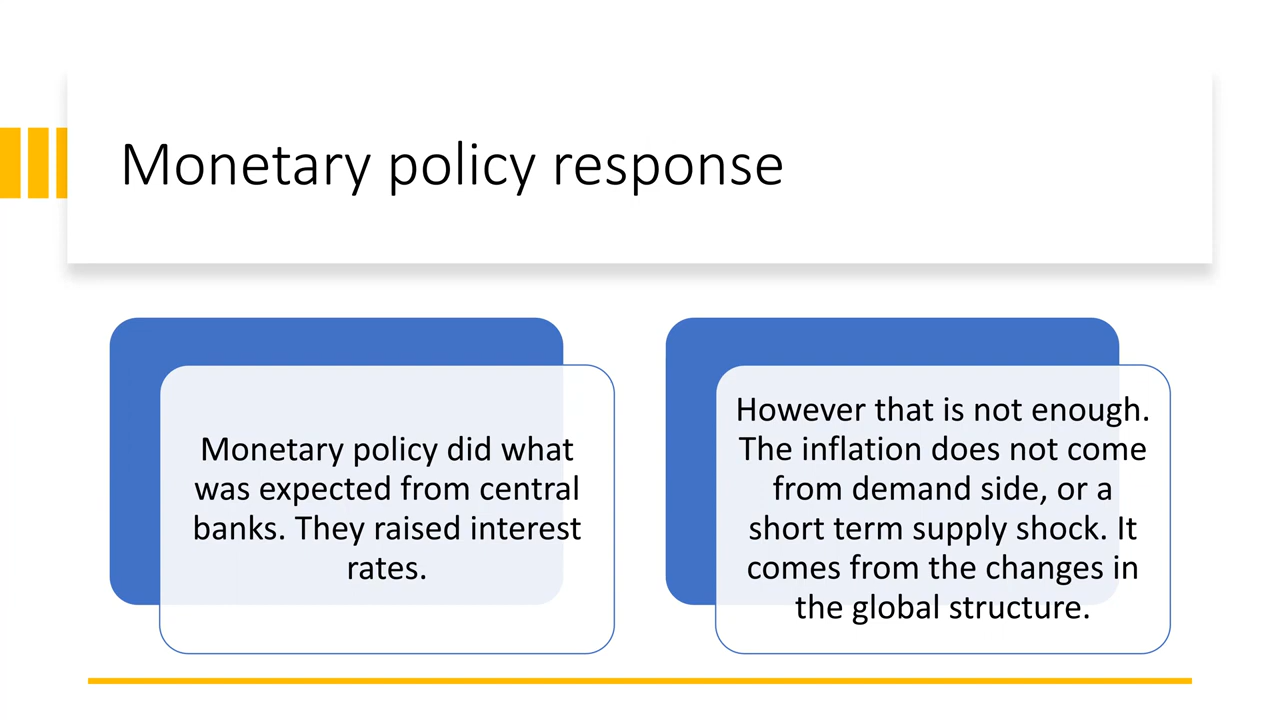 Monetary policy response
Monetary policy did what
was expected from central
banks. They raised interest
rates.
However that is not enough.
The inflation does not come
from demand side, or a
short term supply shock. It
comes from the changes in
the global structure.